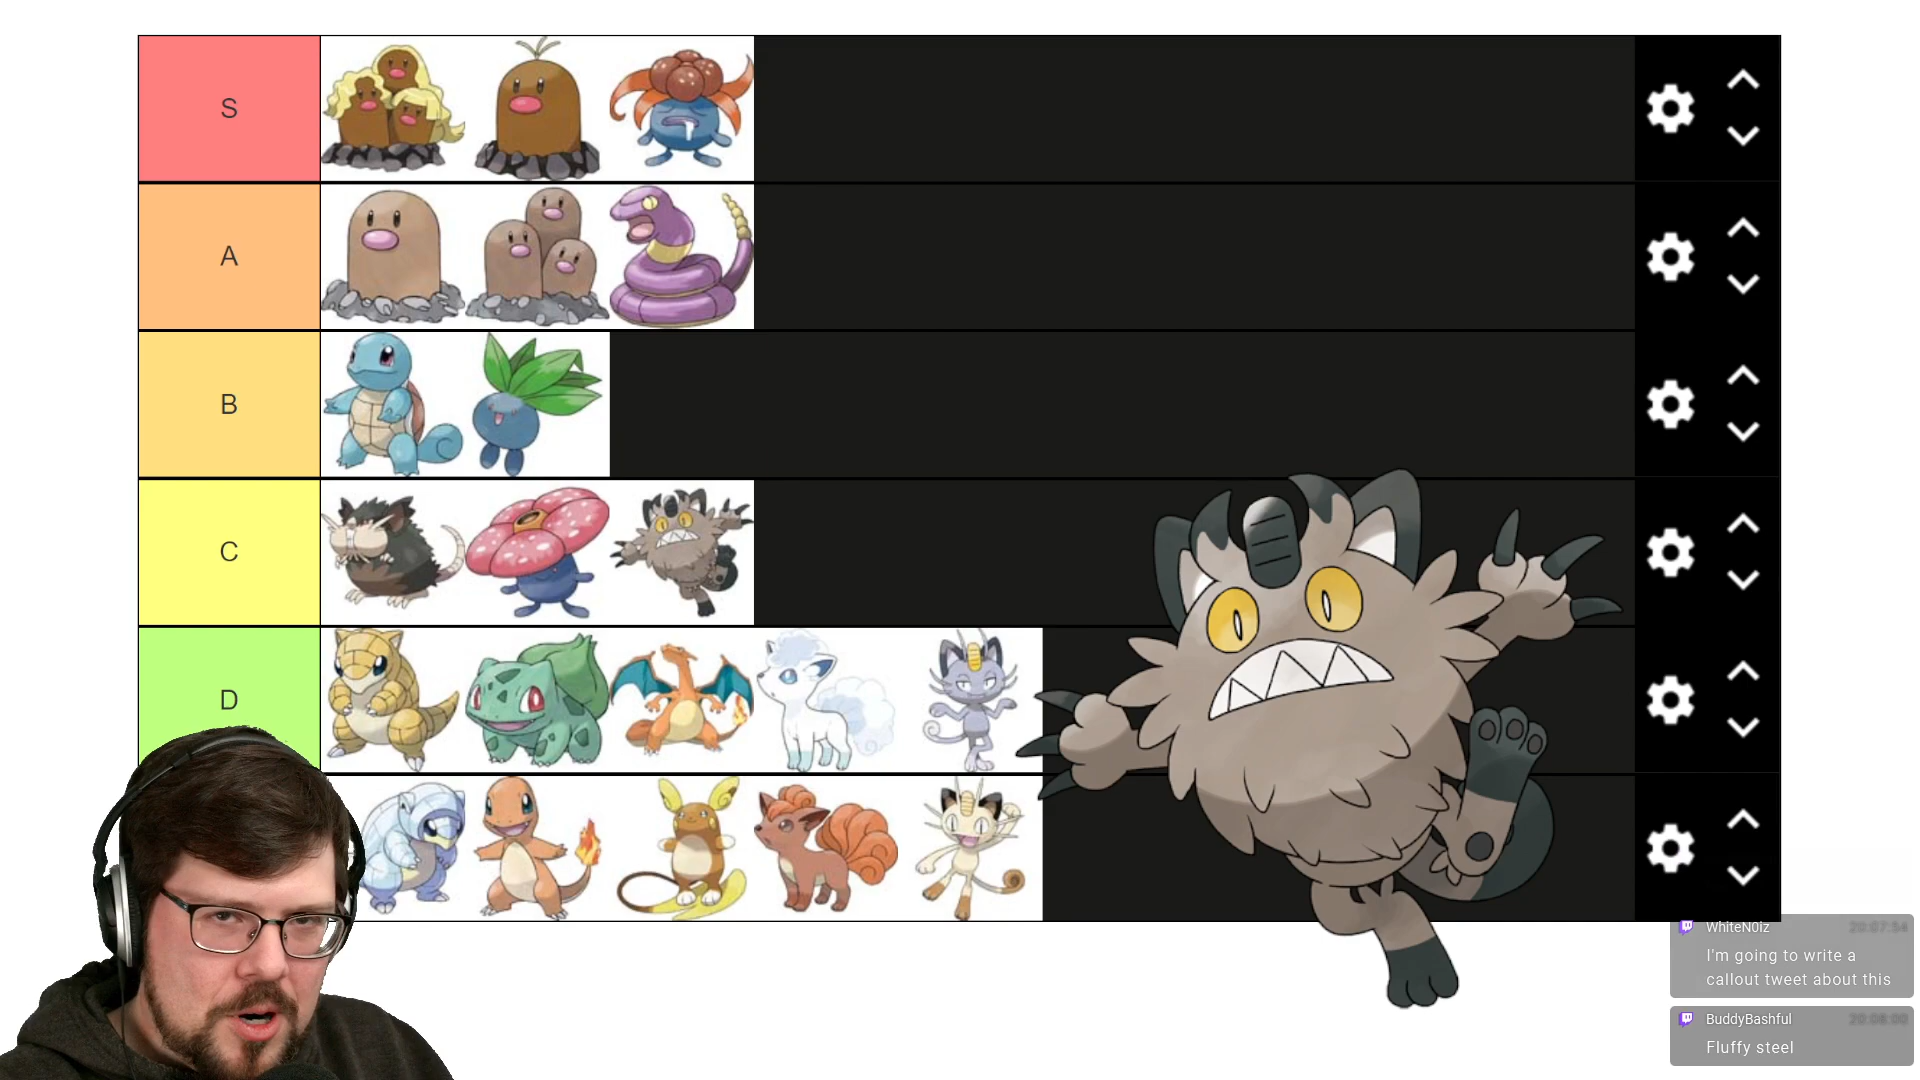 S
A
B
C
D
WhiteN0iz
I'm going to write a
callout tweet about this
BuddyBashful
Fluffy steel